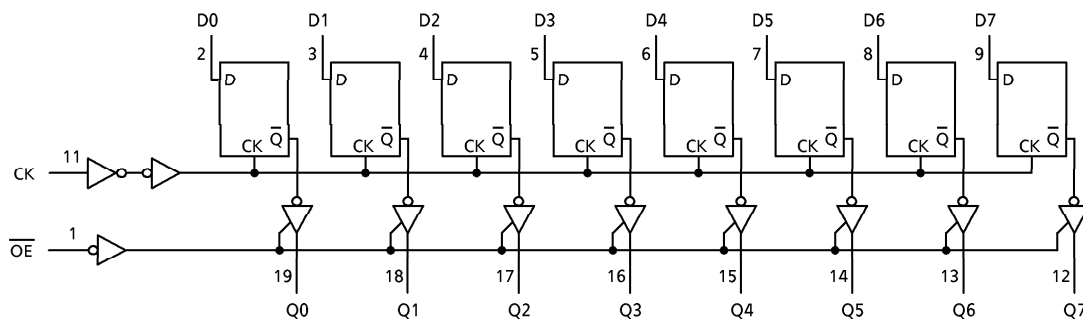 D0 D1 D2 D3 D4 D5 D6 D7
2 3 4 5 6 7 8 9
D D D D D D D D
Q̅ Q̅ Q̅ Q̅ Q̅ Q̅ Q̅ Q̅
CK CK CK CK CK CK CK CK
11
CK
1
O̅E̅
19 18 17 16 15 14 13 12
Q0 Q1 Q2 Q3 Q4 Q5 Q6 Q7